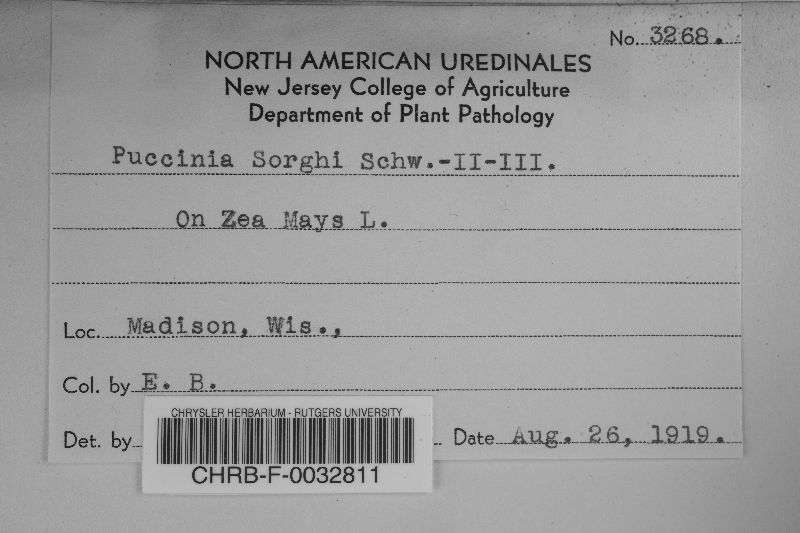 No. 3268.
NORTH AMERICAN UREDINALES
New Jersey College of Agriculture
Department of Plant Pathology
Puccinia Sorghi Schw.-II-III.
On Zea Mays L.
Loc. Madison, Wis.,
Col. by E. B.
Det. by Date Aug. 26, 1919.
CHRYSLER HERBARIUM - RUTGERS UNIVERSITY
CHRB-F-0032811